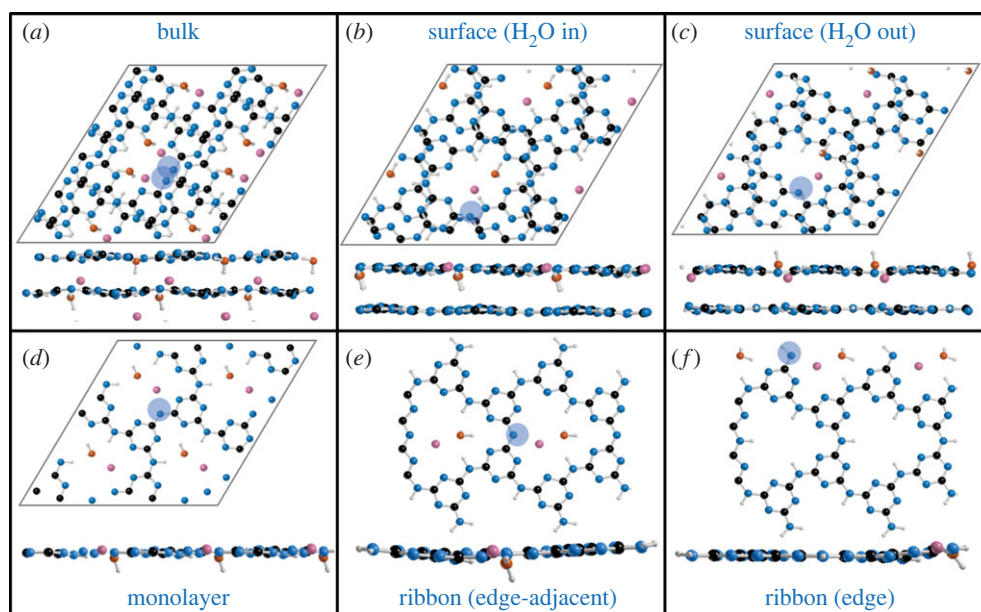 (a) bulk
(b) surface (H₂O in)
(c) surface (H₂O out)
(d)
(e)
(f)
monolayer
ribbon (edge-adjacent)
ribbon (edge)